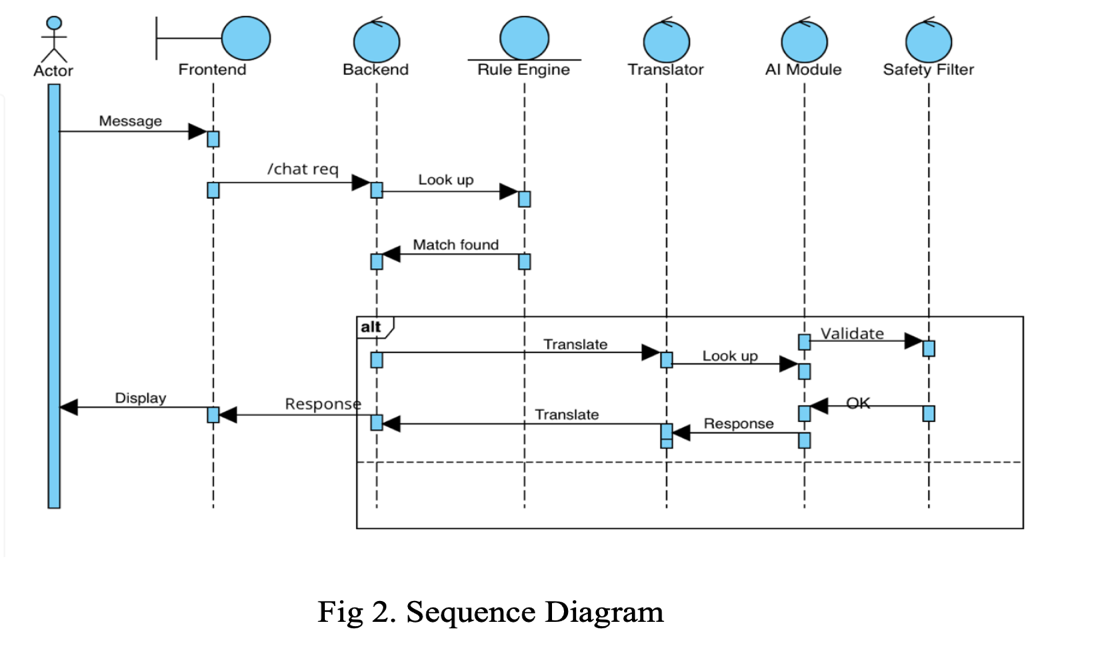 Actor Frontend Backend Rule Engine Translator AI Module Safety Filter
Message
/chat req
Look up
Match found
alt
Validate
Translate
Look up
Display
Response
Translate
Response
OK
Fig 2. Sequence Diagram